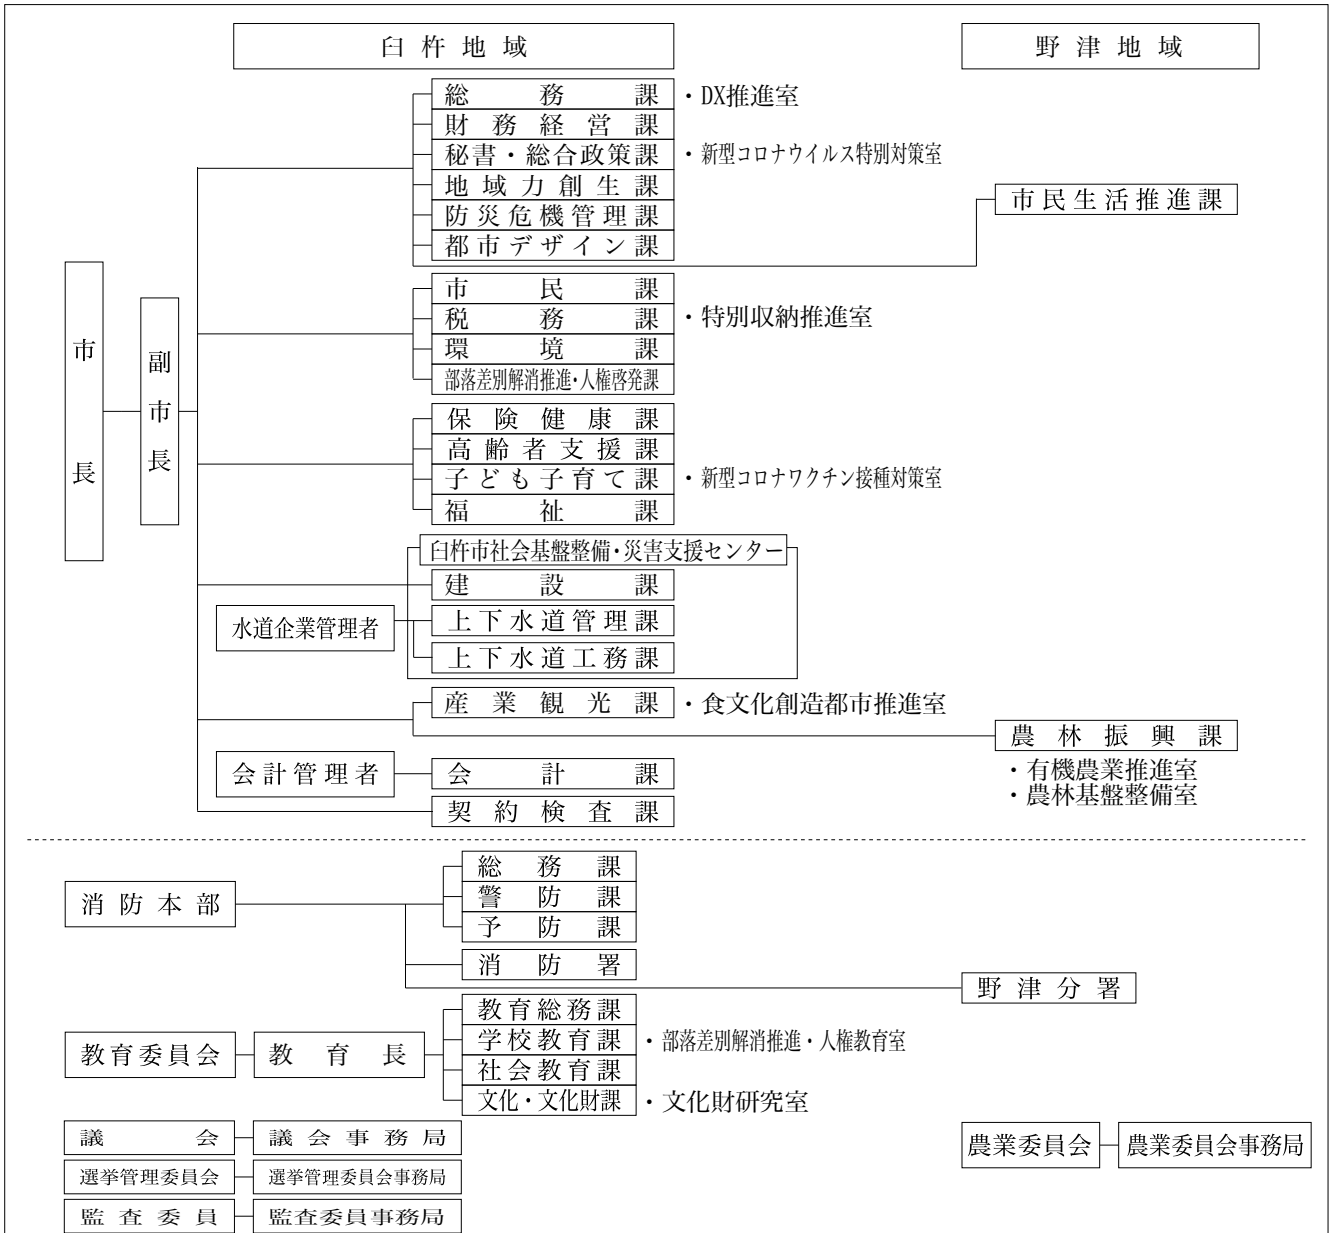 臼杵地域
野津地域
総務課
・DX推進室
財務経営課
秘書・総合政策課
・新型コロナウイルス特別対策室
地域力創生課
市民生活推進課
防災危機管理課
都市デザイン課
市長
副市長
市民課
税務課
・特別収納推進室
環境課
部落差別解消推進・人権啓発課
保険健康課
高齢者支援課
子ども子育て課
・新型コロナワクチン接種対策室
福祉課
臼杵市社会基盤整備・災害支援センター
建設課
水道企業管理者
上下水道管理課
上下水道工務課
産業観光課
・食文化創造都市推進室
農林振興課
・有機農業推進室
・農林基盤整備室
会計管理者
会計課
契約検査課
消防本部
総務課
警防課
予防課
消防署
野津分署
教育委員会
教育長
教育総務課
学校教育課
・部落差別解消推進・人権教育室
社会教育課
文化・文化財課
・文化財研究室
議会
議会事務局
農業委員会
農業委員会事務局
選挙管理委員会
選挙管理委員会事務局
監査委員
監査委員事務局